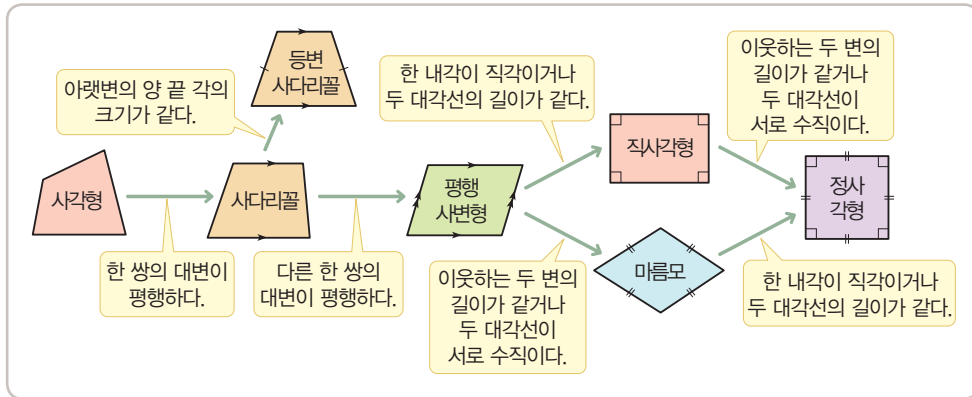 등변
사다리꼴
아랫변의 양 끝 각의
크기가 같다.
한 내각이 직각이거나
두 대각선의 길이가 같다.
이웃하는 두 변의
길이가 같거나
두 대각선이
서로 수직이다.
사각형
사다리꼴
평행
사변형
직사각형
정사
각형
마름모
한 쌍의 대변이
평행하다.
다른 한 쌍의
대변이 평행하다.
이웃하는 두 변의
길이가 같거나
두 대각선이
서로 수직이다.
한 내각이 직각이거나
두 대각선의 길이가 같다.